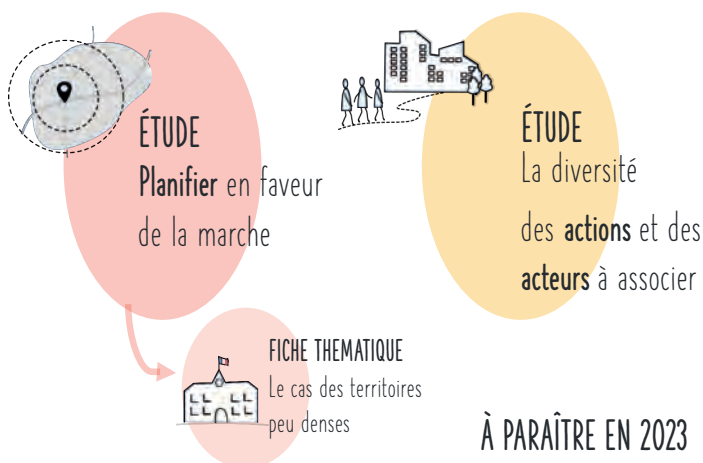 ÉTUDE
Planifier en faveur
de la marche
ÉTUDE
La diversité
des actions et des
acteurs à associer
FICHE THEMATIQUE
Le cas des territoires
peu denses
À PARAÎTRE EN 2023